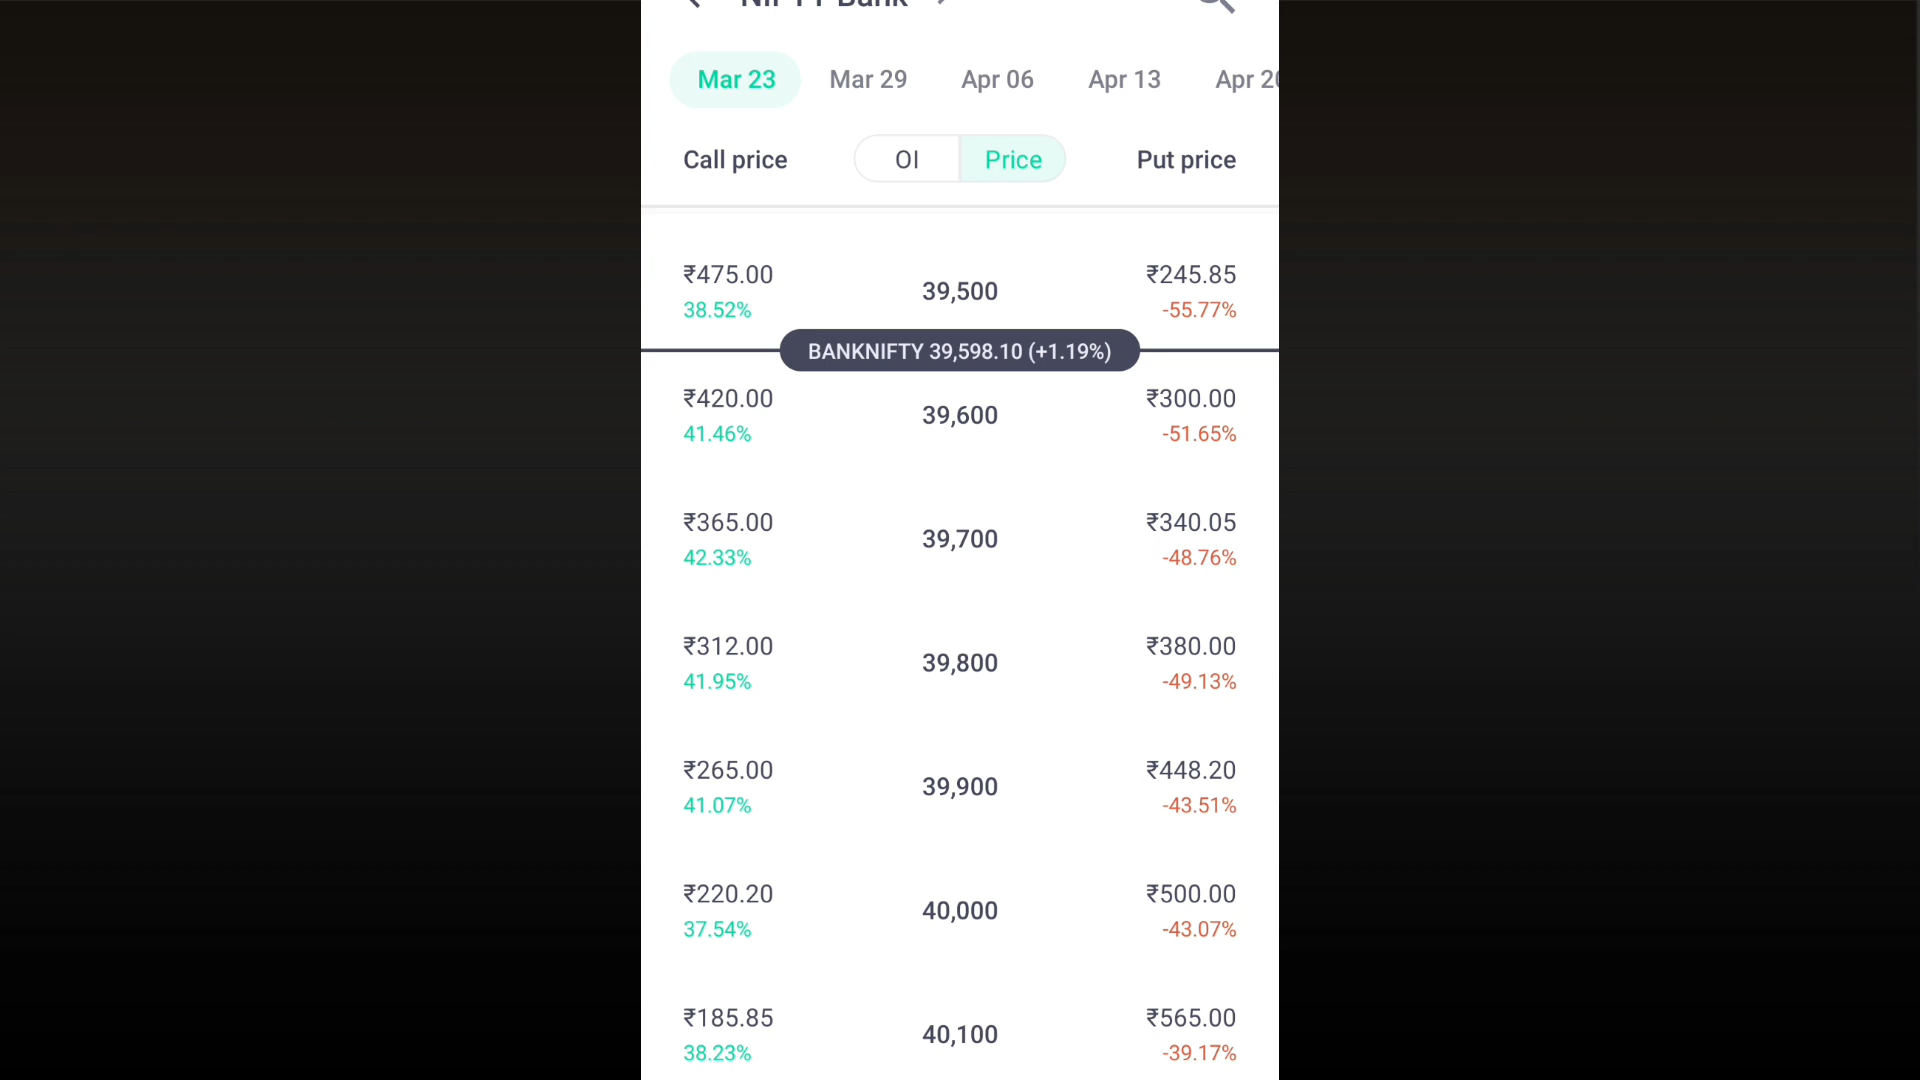 NIFTY Bank
Mar 23 Mar 29 Apr 06 Apr 13 Apr 20
Call price OI Price Put price
₹475.00 39,500 ₹245.85
38.52% -55.77%
BANKNIFTY 39,598.10 (+1.19%)
₹420.00 39,600 ₹300.00
41.46% -51.65%
₹365.00 39,700 ₹340.05
42.33% -48.76%
₹312.00 39,800 ₹380.00
41.95% -49.13%
₹265.00 39,900 ₹448.20
41.07% -43.51%
₹220.20 40,000 ₹500.00
37.54% -43.07%
₹185.85 40,100 ₹565.00
38.23% -39.17%